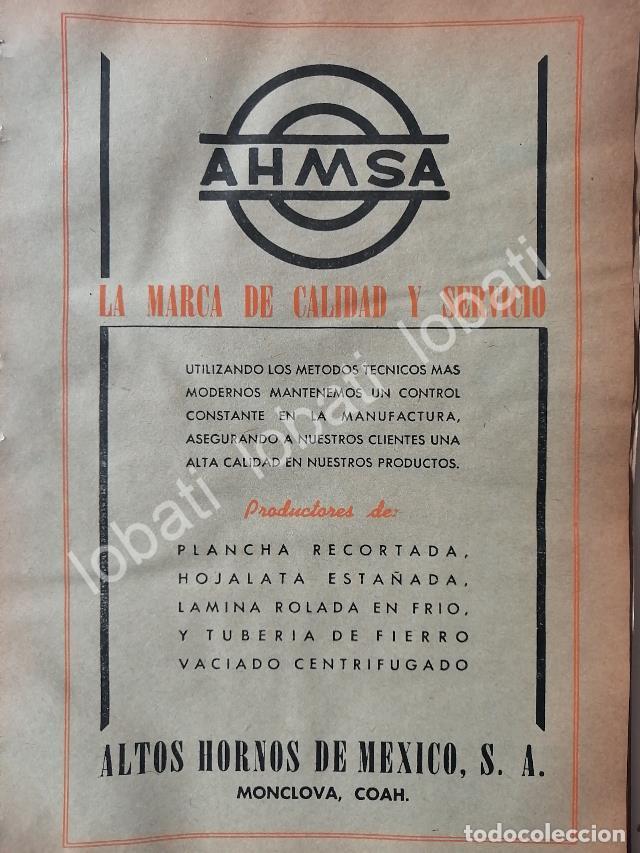 AHMSA
LA MARCA DE CALIDAD Y SERVICIO
UTILIZANDO LOS METODOS TECNICOS MAS
MODERNOS MANTENEMOS UN CONTROL
CONSTANTE EN LA MANUFACTURA,
ASEGURANDO A NUESTROS CLIENTES UNA
ALTA CALIDAD EN NUESTROS PRODUCTOS.
Productores de:
PLANCHA RECORTADA,
HOJALATA ESTAÑADA,
LAMINA ROLADA EN FRIO,
Y TUBERIA DE FIERRO
VACIADO CENTRIFUGADO
ALTOS HORNOS DE MEXICO, S. A.
MONCLOVA, COAH.
lobati lobati lobati
todocoleccion